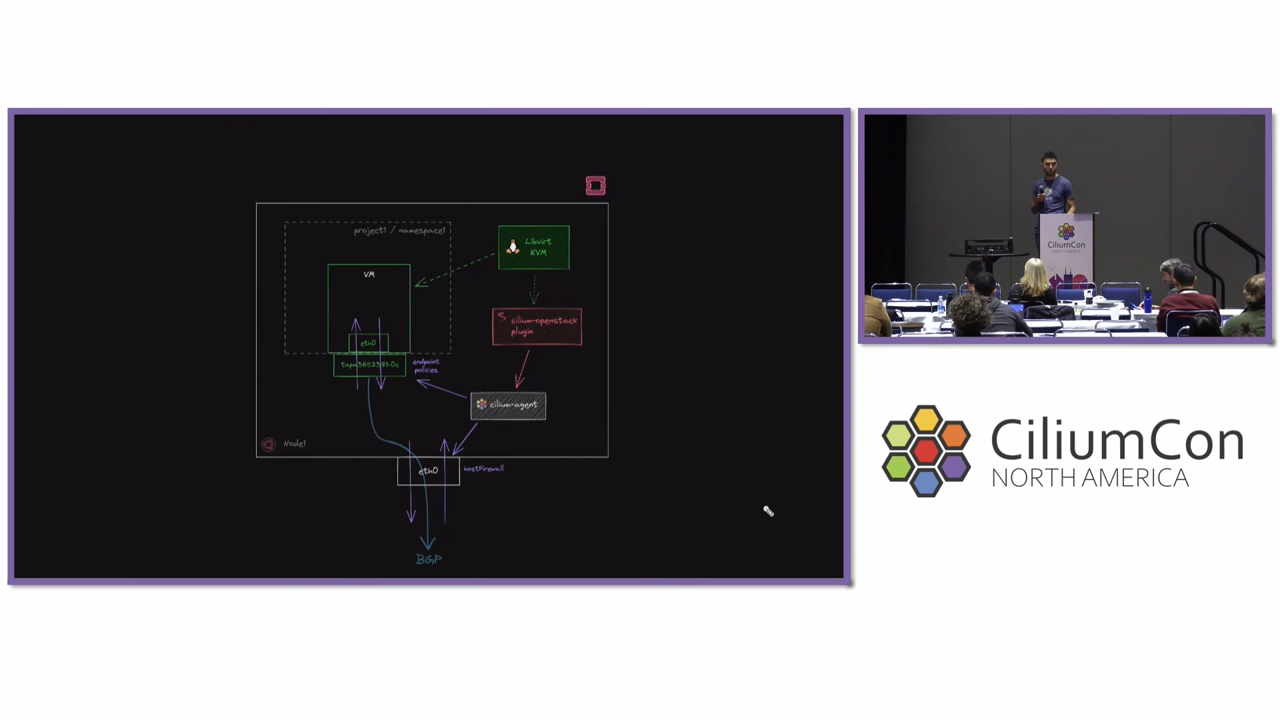 project1 / namespace1
VM
eth0
Libvirt
KVM
cilium-openstack
plugin
endpoint
policies
cilium-agent
Node1
eth0
hostFirewall
BGP
CiliumCon
CiliumCon
NORTH AMERICA